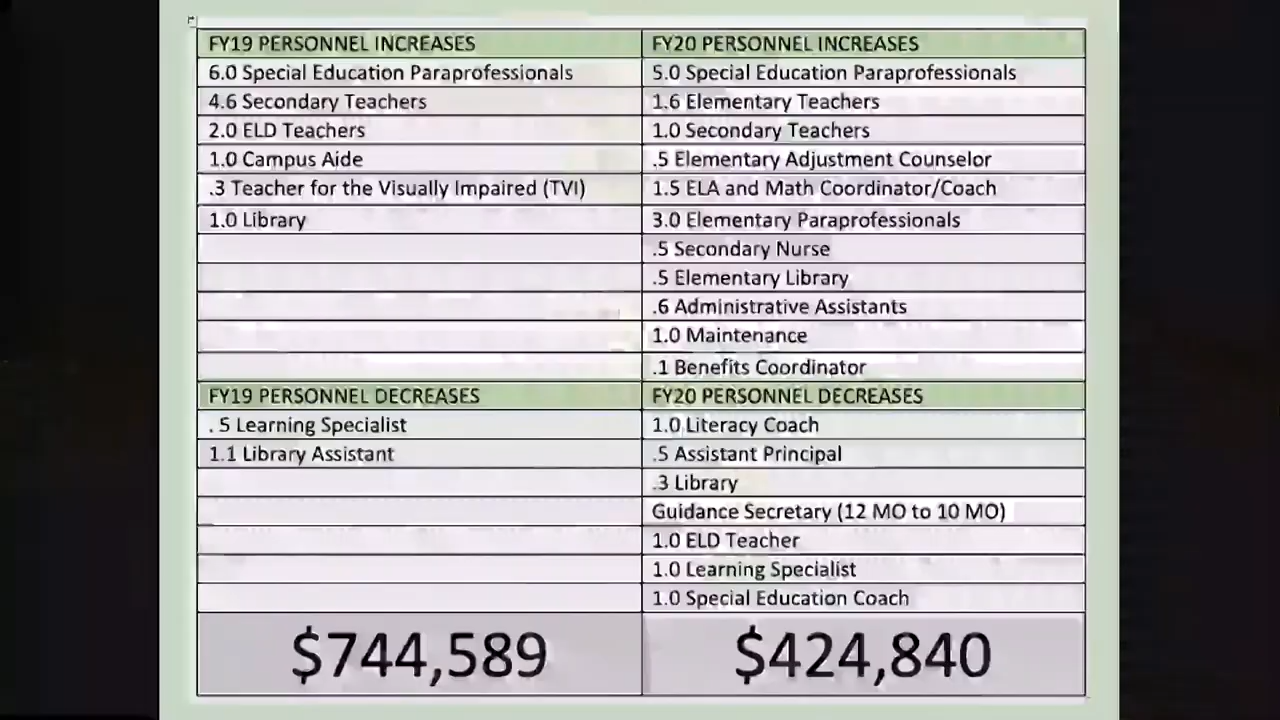 FY19 PERSONNEL INCREASES
FY20 PERSONNEL INCREASES
6.0 Special Education Paraprofessionals
5.0 Special Education Paraprofessionals
4.6 Secondary Teachers
1.6 Elementary Teachers
2.0 ELD Teachers
1.0 Secondary Teachers
1.0 Campus Aide
.5 Elementary Adjustment Counselor
.3 Teacher for the Visually Impaired (TVI)
1.5 ELA and Math Coordinator/Coach
1.0 Library
3.0 Elementary Paraprofessionals
.5 Secondary Nurse
.5 Elementary Library
.6 Administrative Assistants
1.0 Maintenance
.1 Benefits Coordinator
FY19 PERSONNEL DECREASES
FY20 PERSONNEL DECREASES
. 5 Learning Specialist
1.0 Literacy Coach
1.1 Library Assistant
.5 Assistant Principal
.3 Library
Guidance Secretary (12 MO to 10 MO)
1.0 ELD Teacher
1.0 Learning Specialist
1.0 Special Education Coach
$744,589
$424,840